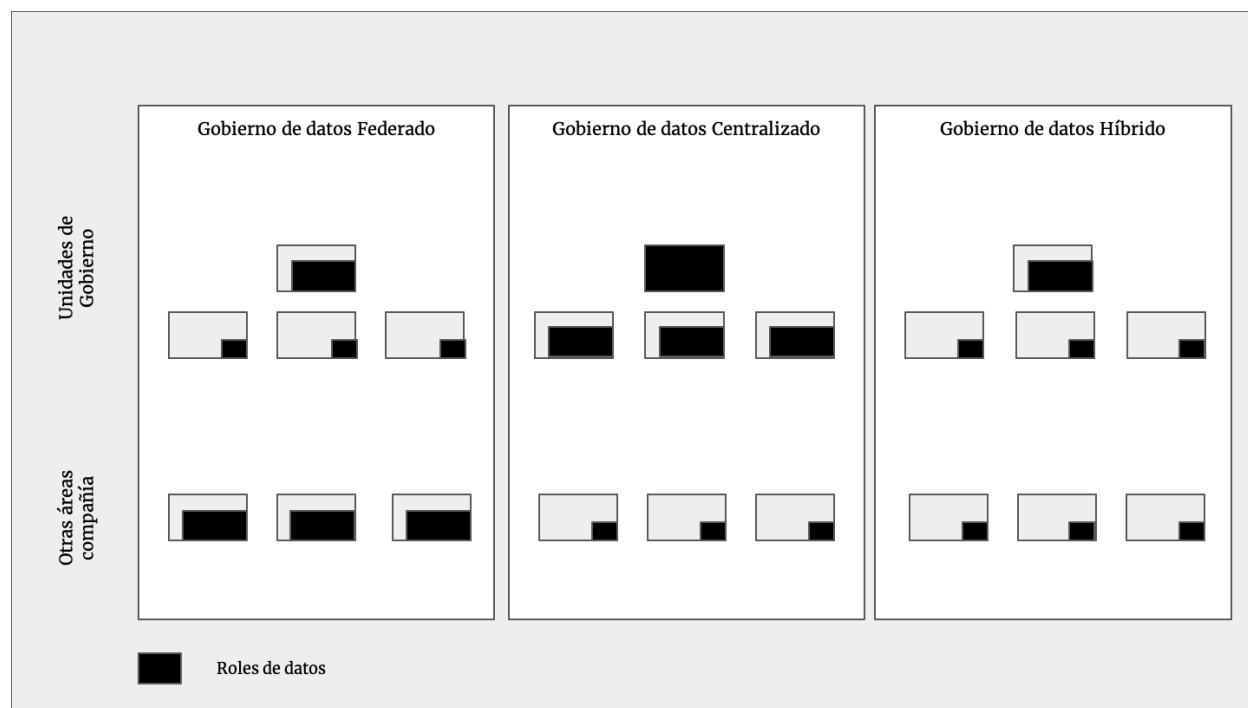 Gobierno de datos Federado
Gobierno de datos Centralizado
Gobierno de datos Híbrido
Unidades de
Gobierno
Otras áreas
compañía
Roles de datos